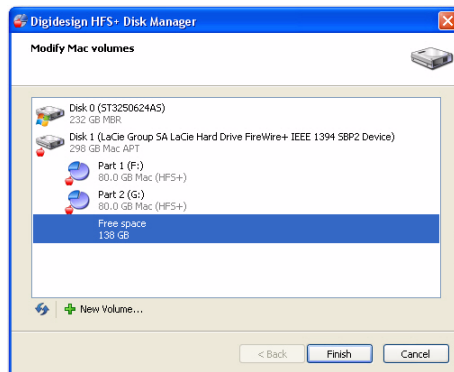 Digidesign HFS+ Disk Manager
Modify Mac volumes
Disk 0 (ST3250624AS)
232 GB MBR
Disk 1 (LaCie Group SA LaCie Hard Drive FireWire+ IEEE 1394 SBP2 Device)
298 GB Mac APT
Part 1 (F:)
80.0 GB Mac (HFS+)
Part 2 (G:)
80.0 GB Mac (HFS+)
Free space
138 GB
New Volume...
< Back
Finish
Cancel